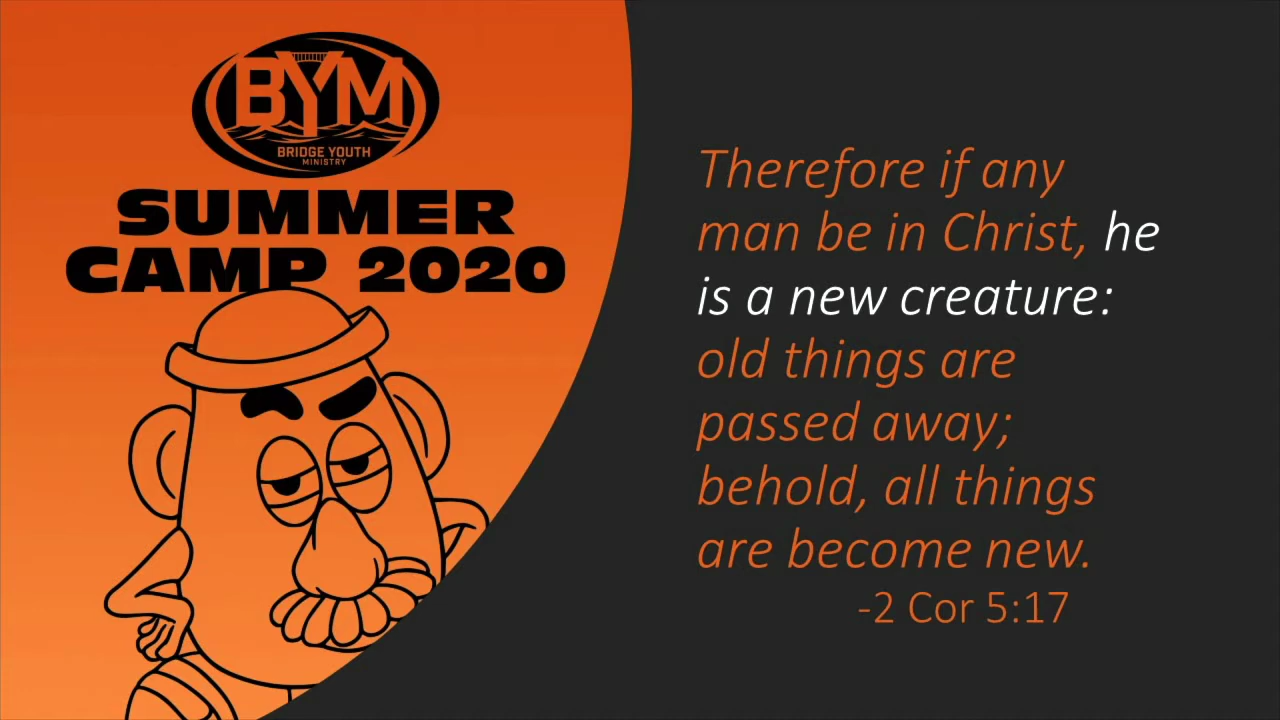 BYM
BRIDGE YOUTH
MINISTRY
SUMMER
CAMP 2020
Therefore if any
man be in Christ, he
is a new creature:
old things are
passed away;
behold, all things
are become new.
-2 Cor 5:17